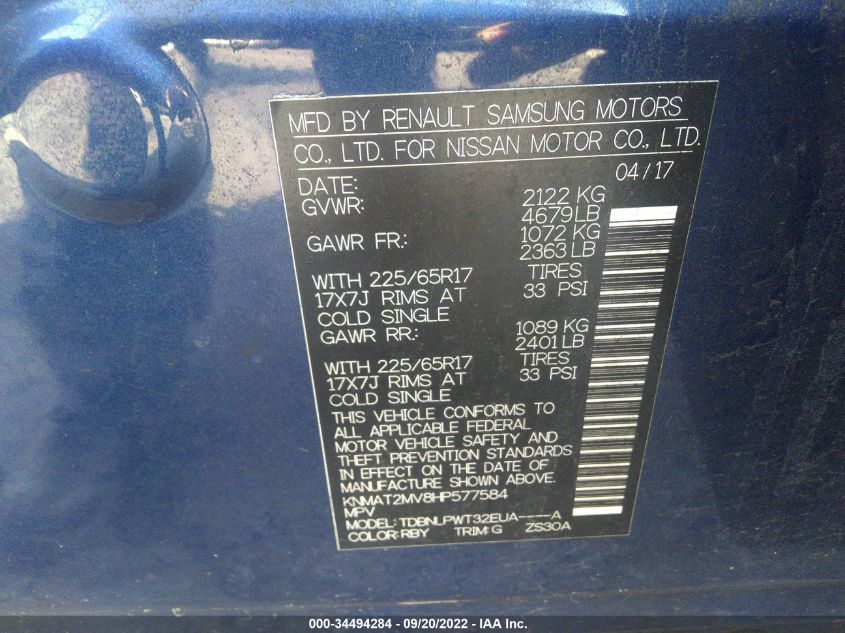 MFD BY RENAULT SAMSUNG MOTORS
CO., LTD. FOR NISSAN MOTOR CO., LTD.
DATE: 04/17
GVWR: 2122 KG
4679 LB
GAWR FR.: 1072 KG
2363 LB
WITH 225/65R17 TIRES
17X7J RIMS AT 33 PSI
COLD SINGLE
GAWR RR.: 1089 KG
2401 LB
WITH 225/65R17 TIRES
17X7J RIMS AT 33 PSI
COLD SINGLE
THIS VEHICLE CONFORMS TO
ALL APPLICABLE FEDERAL
MOTOR VEHICLE SAFETY AND
THEFT PREVENTION STANDARDS
IN EFFECT ON THE DATE OF
MANUFACTURE SHOWN ABOVE.
KNMAT2MV8HP577584
MPV
MODEL: TDBNLPWT32EUA----A
COLOR:RBY TRIM:G ZS30A
000-34494284 - 09/20/2022 - IAA Inc.